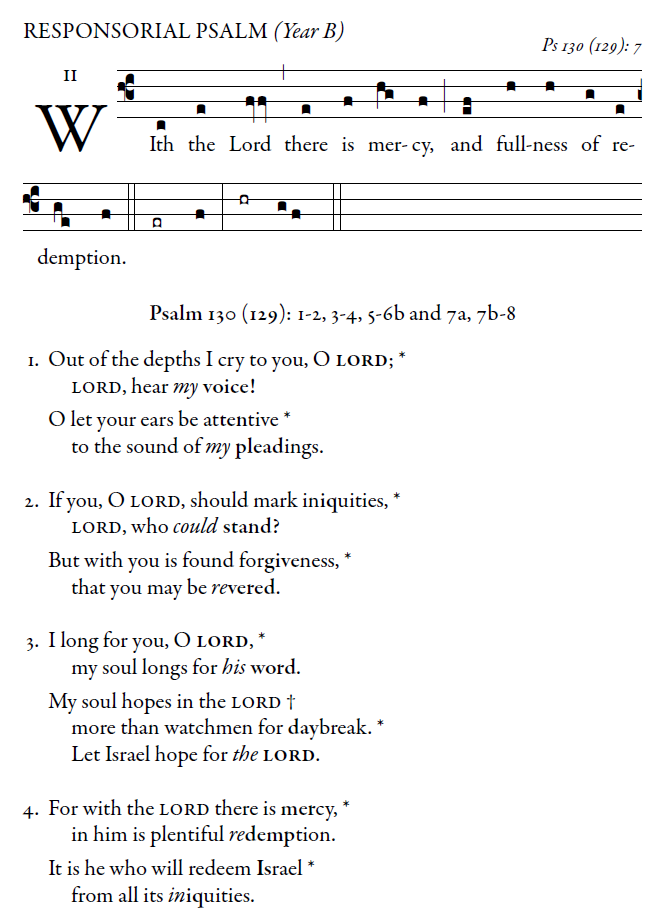 RESPONSORIAL PSALM (Year B)
Ps 130 (129): 7
II
WIth the Lord there is mer- cy, and full-ness of re-
demption.
Psalm 130 (129): 1-2, 3-4, 5-6b and 7a, 7b-8
1. Out of the depths I cry to you, O LORD; *
LORD, hear my voice!
O let your ears be attentive *
to the sound of my pleadings.
2. If you, O LORD, should mark iniquities, *
LORD, who could stand?
But with you is found forgiveness, *
that you may be revered.
3. I long for you, O LORD, *
my soul longs for his word.
My soul hopes in the LORD †
more than watchmen for daybreak. *
Let Israel hope for the LORD.
4. For with the LORD there is mercy, *
in him is plentiful redemption.
It is he who will redeem Israel *
from all its iniquities.